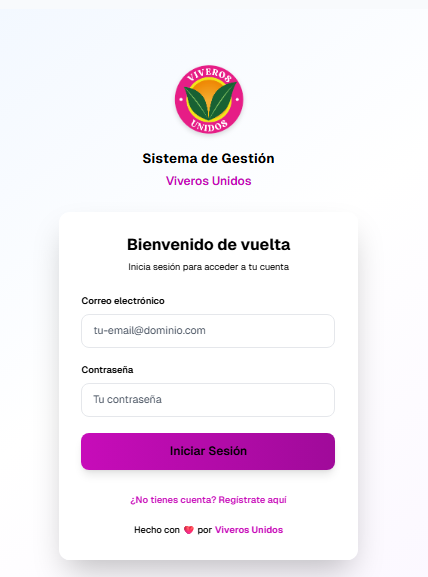 VIVEROS
UNIDOS
Sistema de Gestión
Viveros Unidos
Bienvenido de vuelta
Inicia sesión para acceder a tu cuenta
Correo electrónico
tu-email@dominio.com
Contraseña
Tu contraseña
Iniciar Sesión
¿No tienes cuenta? Regístrate aquí
Hecho con 💖 por Viveros Unidos